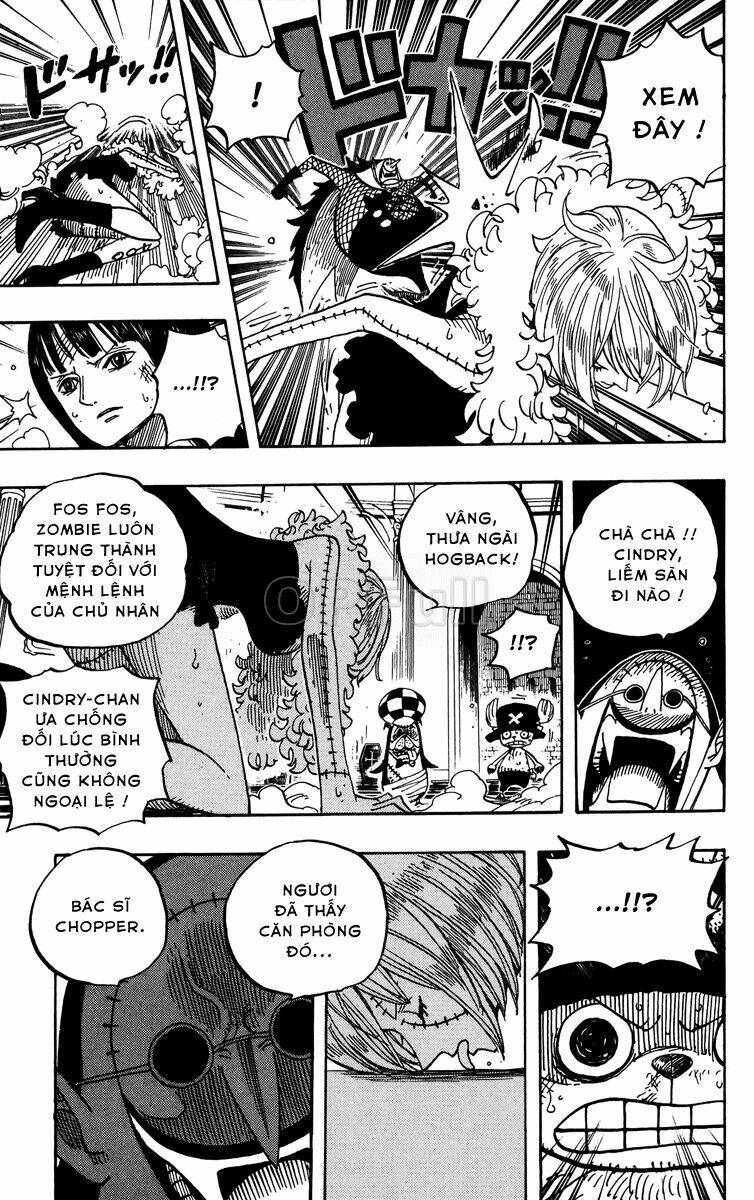 XEM
ĐÂY !
ドカッ!!
!
ドサッ!!
...!!?
CHÀ CHÀ !!
CINDRY,
LIẾM SÀN
ĐI NÀO !
VÂNG,
THƯA NGÀI
HOGBACK!
!!?
FOS FOS,
ZOMBIE LUÔN
TRUNG THÀNH
TUYỆT ĐỐI VỚI
MỆNH LỆNH
CỦA CHỦ NHÂN
CINDRY-CHAN
ƯA CHỐNG
ĐỐI LÚC BÌNH
THƯỜNG
CŨNG KHÔNG
NGOẠI LỆ !
...!!?
NGƯƠI
ĐÃ THẤY
CĂN PHÒNG
ĐÓ...
BÁC SĨ
CHOPPER.